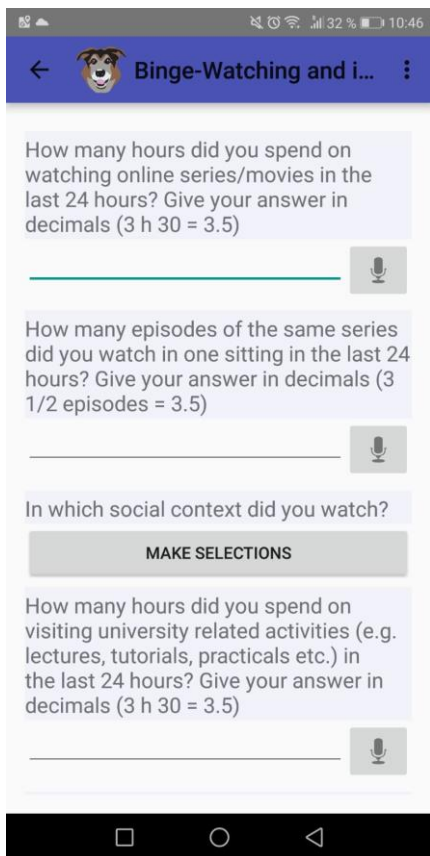 32 % 10:46
Binge-Watching and i...
How many hours did you spend on
watching online series/movies in the
last 24 hours? Give your answer in
decimals (3 h 30 = 3.5)
How many episodes of the same series
did you watch in one sitting in the last 24
hours? Give your answer in decimals (3
1/2 episodes = 3.5)
In which social context did you watch?
MAKE SELECTIONS
How many hours did you spend on
visiting university related activities (e.g.
lectures, tutorials, practicals etc.) in
the last 24 hours? Give your answer in
decimals (3 h 30 = 3.5)